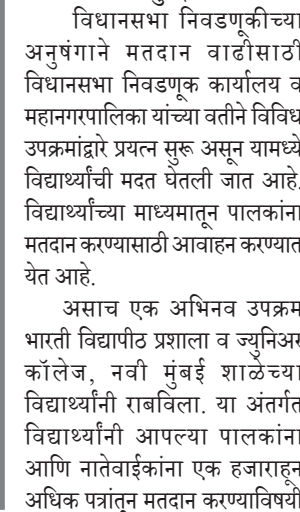 विधानसभा निवडणूकीच्या
अनुषंगाने मतदान वाढीसाठी
विधानसभा निवडणूक कार्यालय व
महानगरपालिका यांच्या वतीने विविध
उपक्रमांद्वारे प्रयत्न सुरू असून यामध्ये
विद्यार्थ्यांची मदत घेतली जात आहे.
विद्यार्थ्यांच्या माध्यमातून पालकांना
मतदान करण्यासाठी आवाहन करण्यात
येत आहे.
असाच एक अभिनव उपक्रम
भारती विद्यापीठ प्रशाला व ज्युनिअर
कॉलेज, नवी मुंबई शाळेच्या
विद्यार्थ्यांनी राबविला. या अंतर्गत
विद्यार्थ्यांनी आपल्या पालकांना
आणि नातेवाईकांना एक हजाराहून
अधिक पत्रांतून मतदान करण्याविषयी